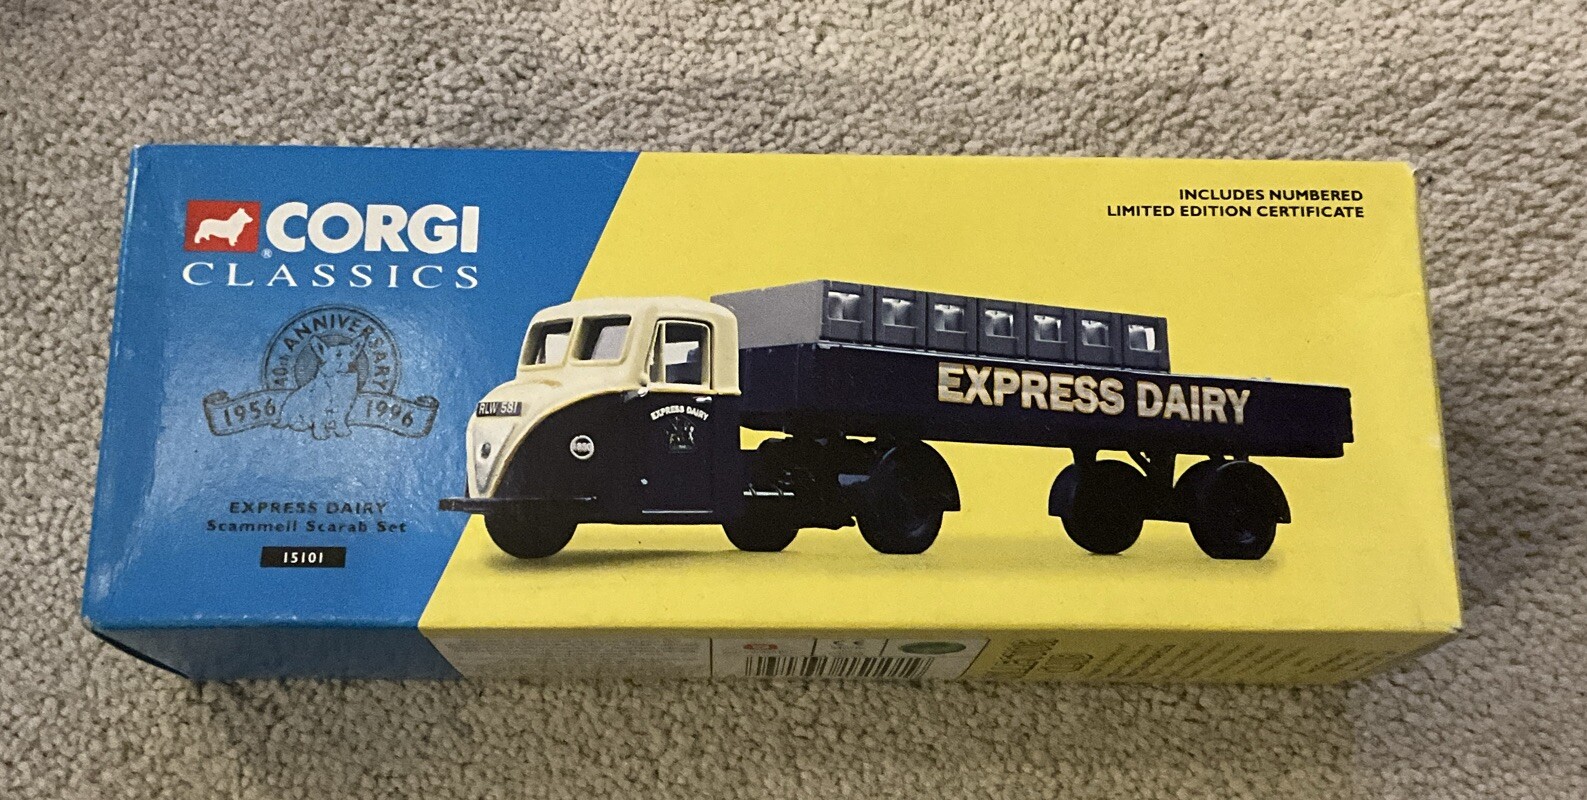 CORGI
®
CLASSICS
40th ANNIVERSARY
1956 1996
EXPRESS DAIRY
Scammell Scarab Set
15101
INCLUDES NUMBERED
LIMITED EDITION CERTIFICATE
RLW 581
EXPRESS DAIRY
EXPRESS DAIRY